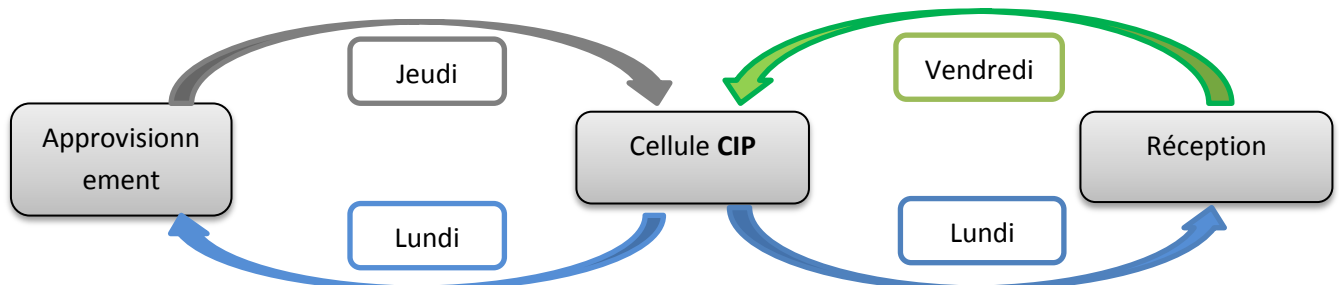 Jeudi
Vendredi
Approvisionn
ement
Cellule CIP
Réception
Lundi
Lundi